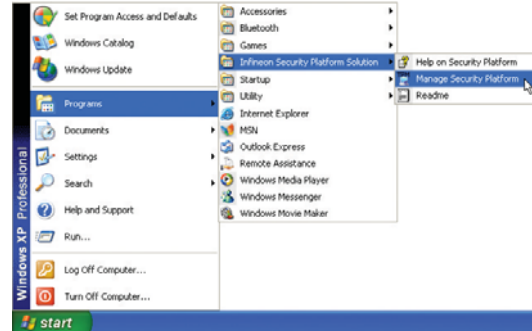 Set Program Access and Defaults
Windows Catalog
Windows Update
Programs
Documents
Settings
Search
Help and Support
Run...
Log Off Computer...
Turn Off Computer...
Windows XP Professional
start
Accessories
Bluetooth
Games
Infineon Security Platform Solution
Startup
Utility
Internet Explorer
MSN
Outlook Express
Remote Assistance
Windows Media Player
Windows Messenger
Windows Movie Maker
Help on Security Platform
Manage Security Platform
Readme